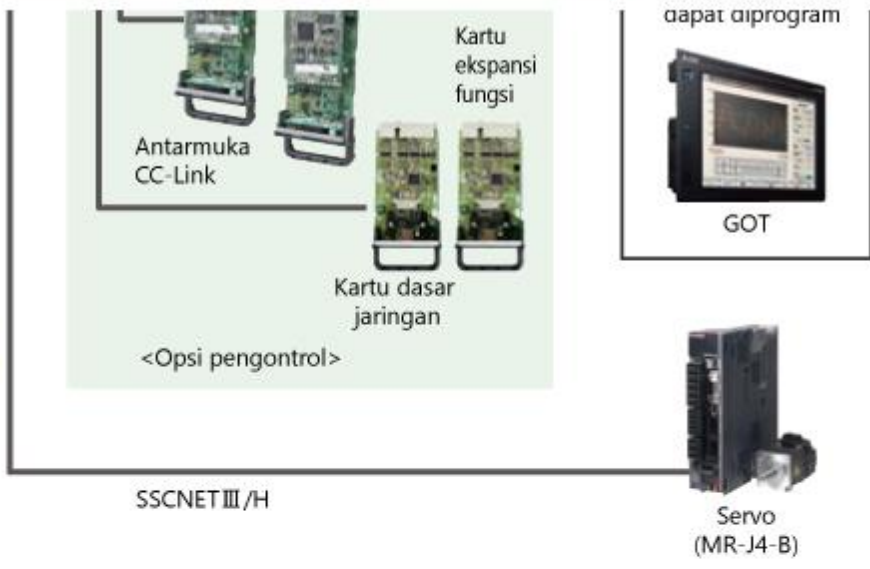 dapat diprogram
Kartu
ekspansi
fungsi
Antarmuka
CC-Link
GOT
Kartu dasar
jaringan
<Opsi pengontrol>
SSCNETⅢ/H
Servo
(MR-J4-B)